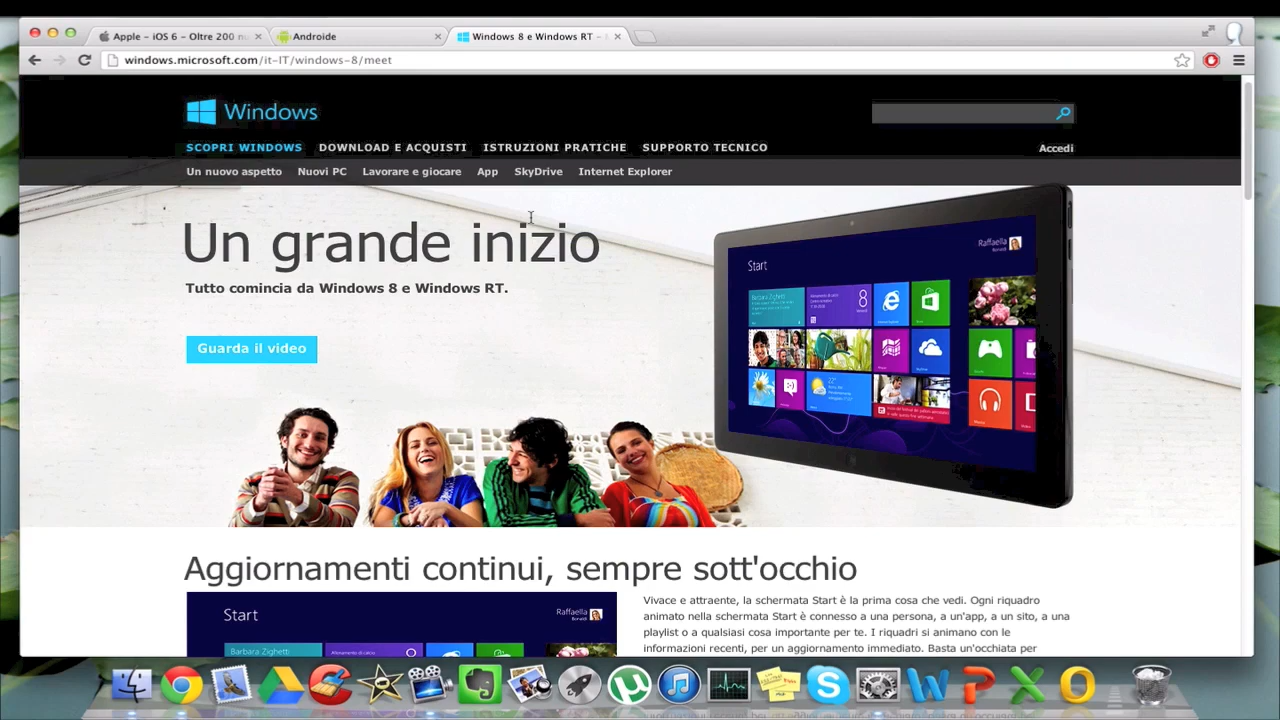 Apple - iOS 6 - Oltre 200 nu
Androide
Windows 8 e Windows RT -
windows.microsoft.com/it-IT/windows-8/meet
Windows
SCOPRI WINDOWS DOWNLOAD E ACQUISTI ISTRUZIONI PRATICHE SUPPORTO TECNICO
Accedi
Un nuovo aspetto Nuovi PC Lavorare e giocare App SkyDrive Internet Explorer
Un grande inizio
Tutto comincia da Windows 8 e Windows RT.
Guarda il video
Start
Raffaella
Barbara Zighetti
8
22°
Aggiornamenti continui, sempre sott'occhio
Start
Raffaella
Barbara Zighetti
Vivace e attraente, la schermata Start è la prima cosa che vedi. Ogni riquadro
animato nella schermata Start è connesso a una persona, a un'app, a un sito, a una
playlist o a qualsiasi cosa importante per te. I riquadri si animano con le
informazioni recenti, per un aggiornamento immediato. Basta un'occhiata per